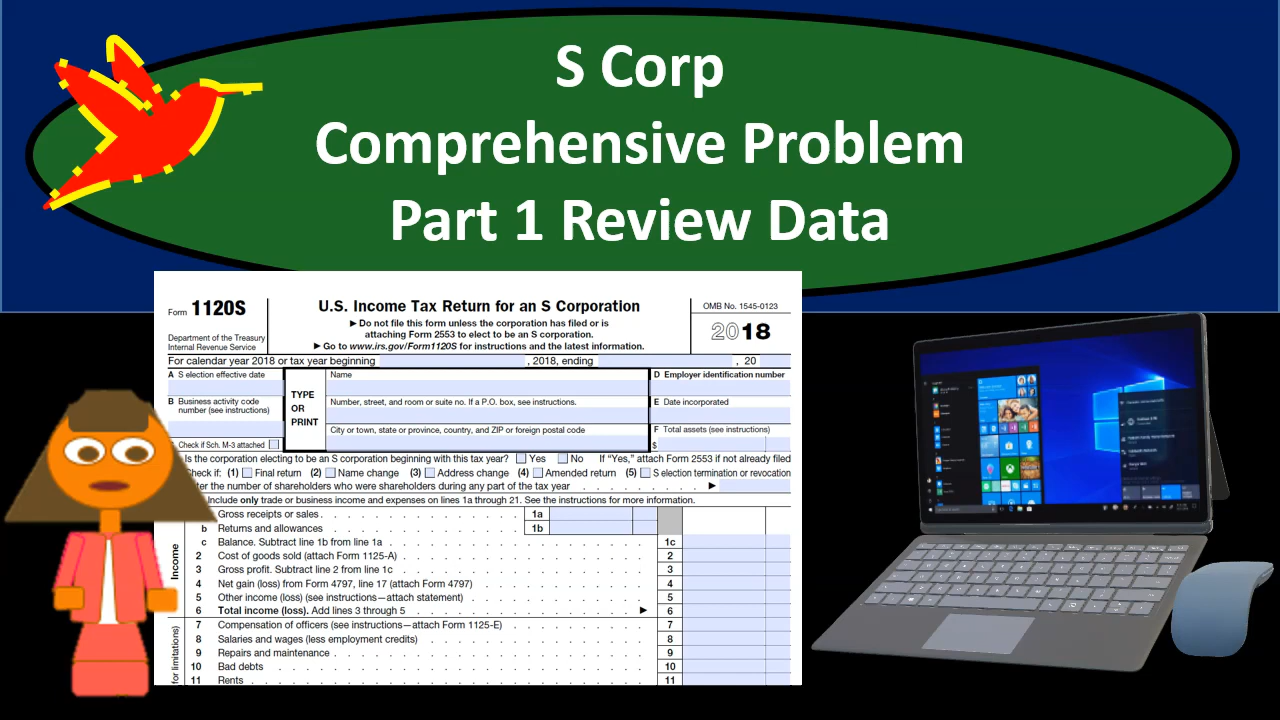 S Corp
Comprehensive Problem
Part 1 Review Data
Form 1120S
Department of the Treasury
Internal Revenue Service
U.S. Income Tax Return for an S Corporation
▶ Do not file this form unless the corporation has filed or is
attaching Form 2553 to elect to be an S corporation.
▶ Go to www.irs.gov/Form1120S for instructions and the latest information.
OMB No. 1545-0123
2018
For calendar year 2018 or tax year beginning , 2018, ending , 20
A S election effective date
B Business activity code
number (see instructions)
Check if Sch. M-3 attached
TYPE
OR
PRINT
Name
Number, street, and room or suite no. If a P.O. box, see instructions.
City or town, state or province, country, and ZIP or foreign postal code
D Employer identification number
E Date incorporated
F Total assets (see instructions)
$
Is the corporation electing to be an S corporation beginning with this tax year? Yes No If "Yes," attach Form 2553 if not already filed
Check if: (1) Final return (2) Name change (3) Address change (4) Amended return (5) S election termination or revocation
the number of shareholders who were shareholders during any part of the tax year . . . . . ▶
Include only trade or business income and expenses on lines 1a through 21. See the instructions for more information.
Income
Gross receipts or sales . . . . . 1a
b Returns and allowances . . . . . 1b
c Balance. Subtract line 1b from line 1a . . . . . 1c
2 Cost of goods sold (attach Form 1125-A) . . . . . 2
3 Gross profit. Subtract line 2 from line 1c . . . . . 3
4 Net gain (loss) from Form 4797, line 17 (attach Form 4797) . . . . . 4
5 Other income (loss) (see instructions—attach statement) . . . . . 5
6 Total income (loss). Add lines 3 through 5 . . . . . ▶ 6
for limitations)
7 Compensation of officers (see instructions—attach Form 1125-E) . . . . . 7
8 Salaries and wages (less employment credits) . . . . . 8
9 Repairs and maintenance . . . . . 9
10 Bad debts . . . . . 10
11 Rents . . . . . 11